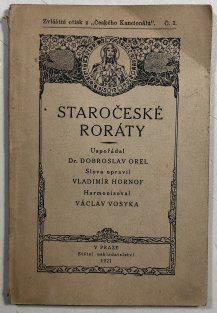 Zvláštní otisk z „Českého Kancionálu“. Č. 3.
STAROČESKÉ
RORÁTY
Uspořádal
Dr. DOBROSLAV OREL
Slova upravil
VLADIMÍR HORNOF
Harmonisoval
VÁCLAV VOSYKA
V PRAZE
Státní nakladatelství
1921